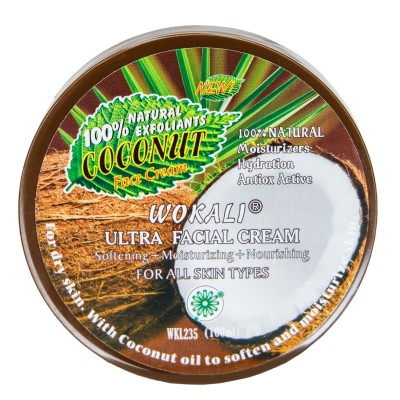 NEW!
100% NATURAL
EXFOLIANTS
COCONUT
Face Cream
100% NATURAL
Moisturizers
Hydration
Antiox Active
WOKALI®
ULTRA FACIAL CREAM
Softening+Moisturizing+Nourishing
FOR ALL SKIN TYPES
WKL235 (100ml)
For dry skin. With Coconut oil to soften and moisturize